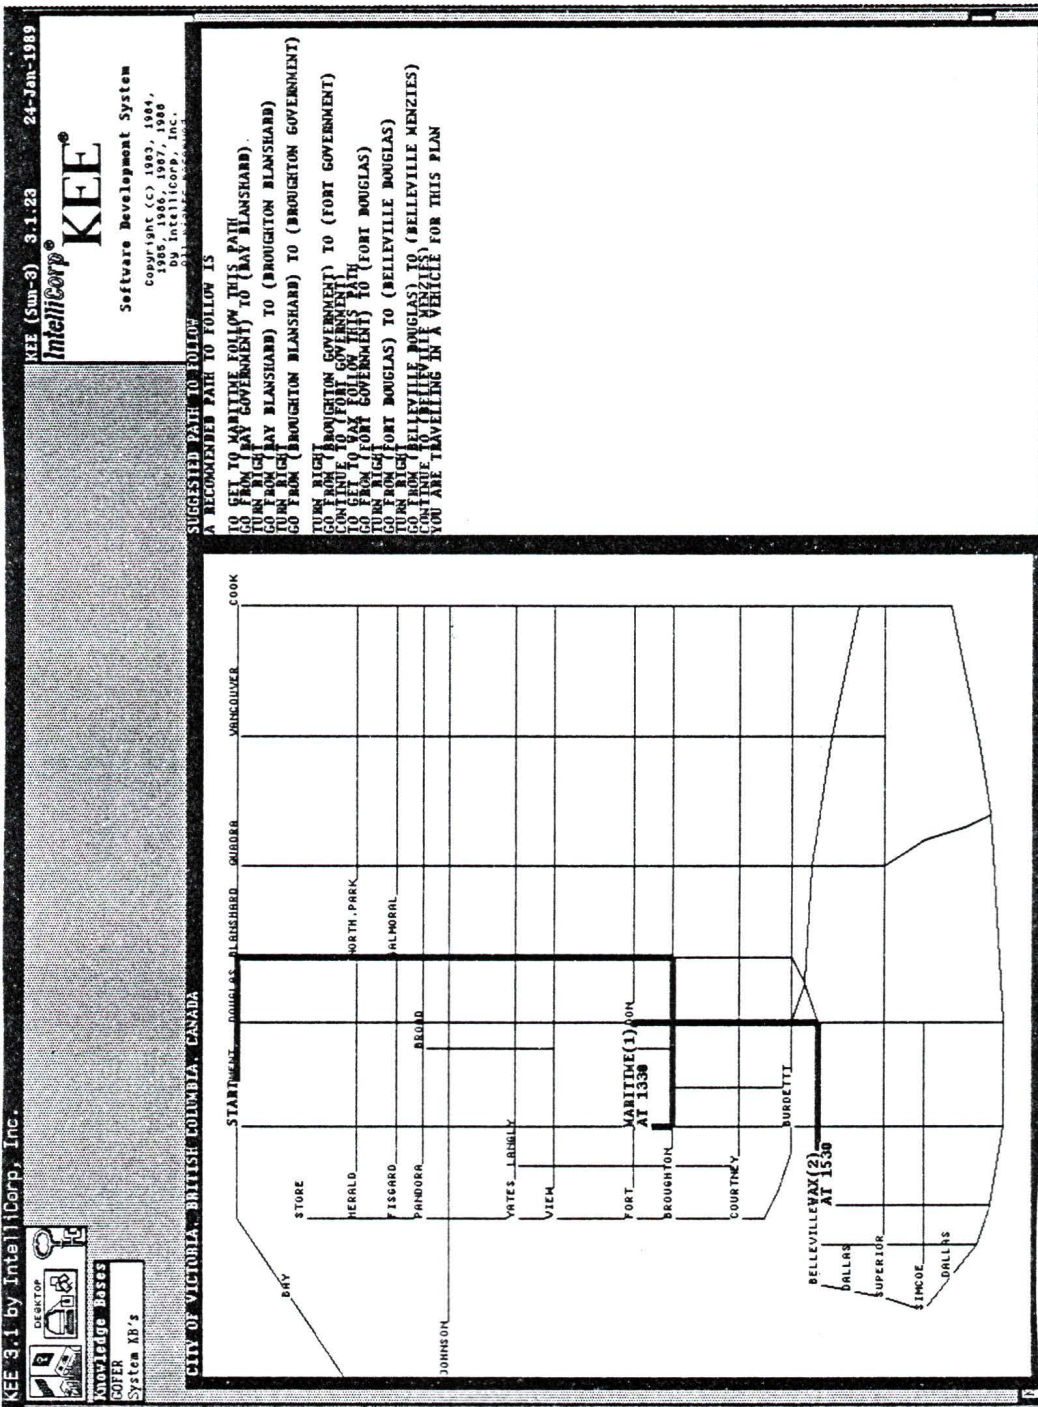 KEE 3.1 by IntelliCorp, Inc.
KEE (Sun-3) 3.1.23 24-Jan-1989
DESKTOP
Knowledge Bases
GOFER
System KB's
IntelliCorp®
KEE®
Software Development System
Copyright (c) 1983, 1984,
1985, 1986, 1987, 1988
by IntelliCorp, Inc.
All Rights Reserved
CITY OF VICTORIA, BRITISH COLUMBIA, CANADA
START DOUGLAS BLANSHARD QUADRA VANCOUVER COOK
BAY
STORE
HERALD
NORTH.PARK
FISGARD
PANDORA
BROAD
JOHNSON
YATES LANGLY
VIEW
FORT
MARITIME(1)
AT 1330
BROUGHTON
COURTNEY
BURDETTE
BELLEVILLE
VAX(2)
AT 1530
DALLAS
SUPERIOR
SIMCOE
DALLAS
SUGGESTED PATH TO FOLLOW
A RECOMMENDED PATH TO FOLLOW IS
TO GET TO MARITIME FOLLOW THIS PATH
GO FROM (BAY GOVERNMENT) TO (BAY BLANSHARD)
TURN RIGHT
GO FROM (BAY BLANSHARD) TO (BROUGHTON BLANSHARD)
TURN RIGHT
GO FROM (BROUGHTON BLANSHARD) TO (BROUGHTON GOVERNMENT)
TURN RIGHT
GO FROM (BROUGHTON GOVERNMENT) TO (FORT GOVERNMENT)
CONTINUE TO (FORT GOVERNMENT)
TO GET TO VAX FOLLOW THIS PATH
GO FROM (FORT GOVERNMENT) TO (FORT DOUGLAS)
TURN RIGHT
GO FROM (FORT DOUGLAS) TO (BELLEVILLE DOUGLAS)
TURN RIGHT
GO FROM (BELLEVILLE DOUGLAS) TO (BELLEVILLE MENZIES)
CONTINUE TO (BELLEVILLE MENZIES)
YOU ARE TRAVELLING IN A VEHICLE FOR THIS PLAN